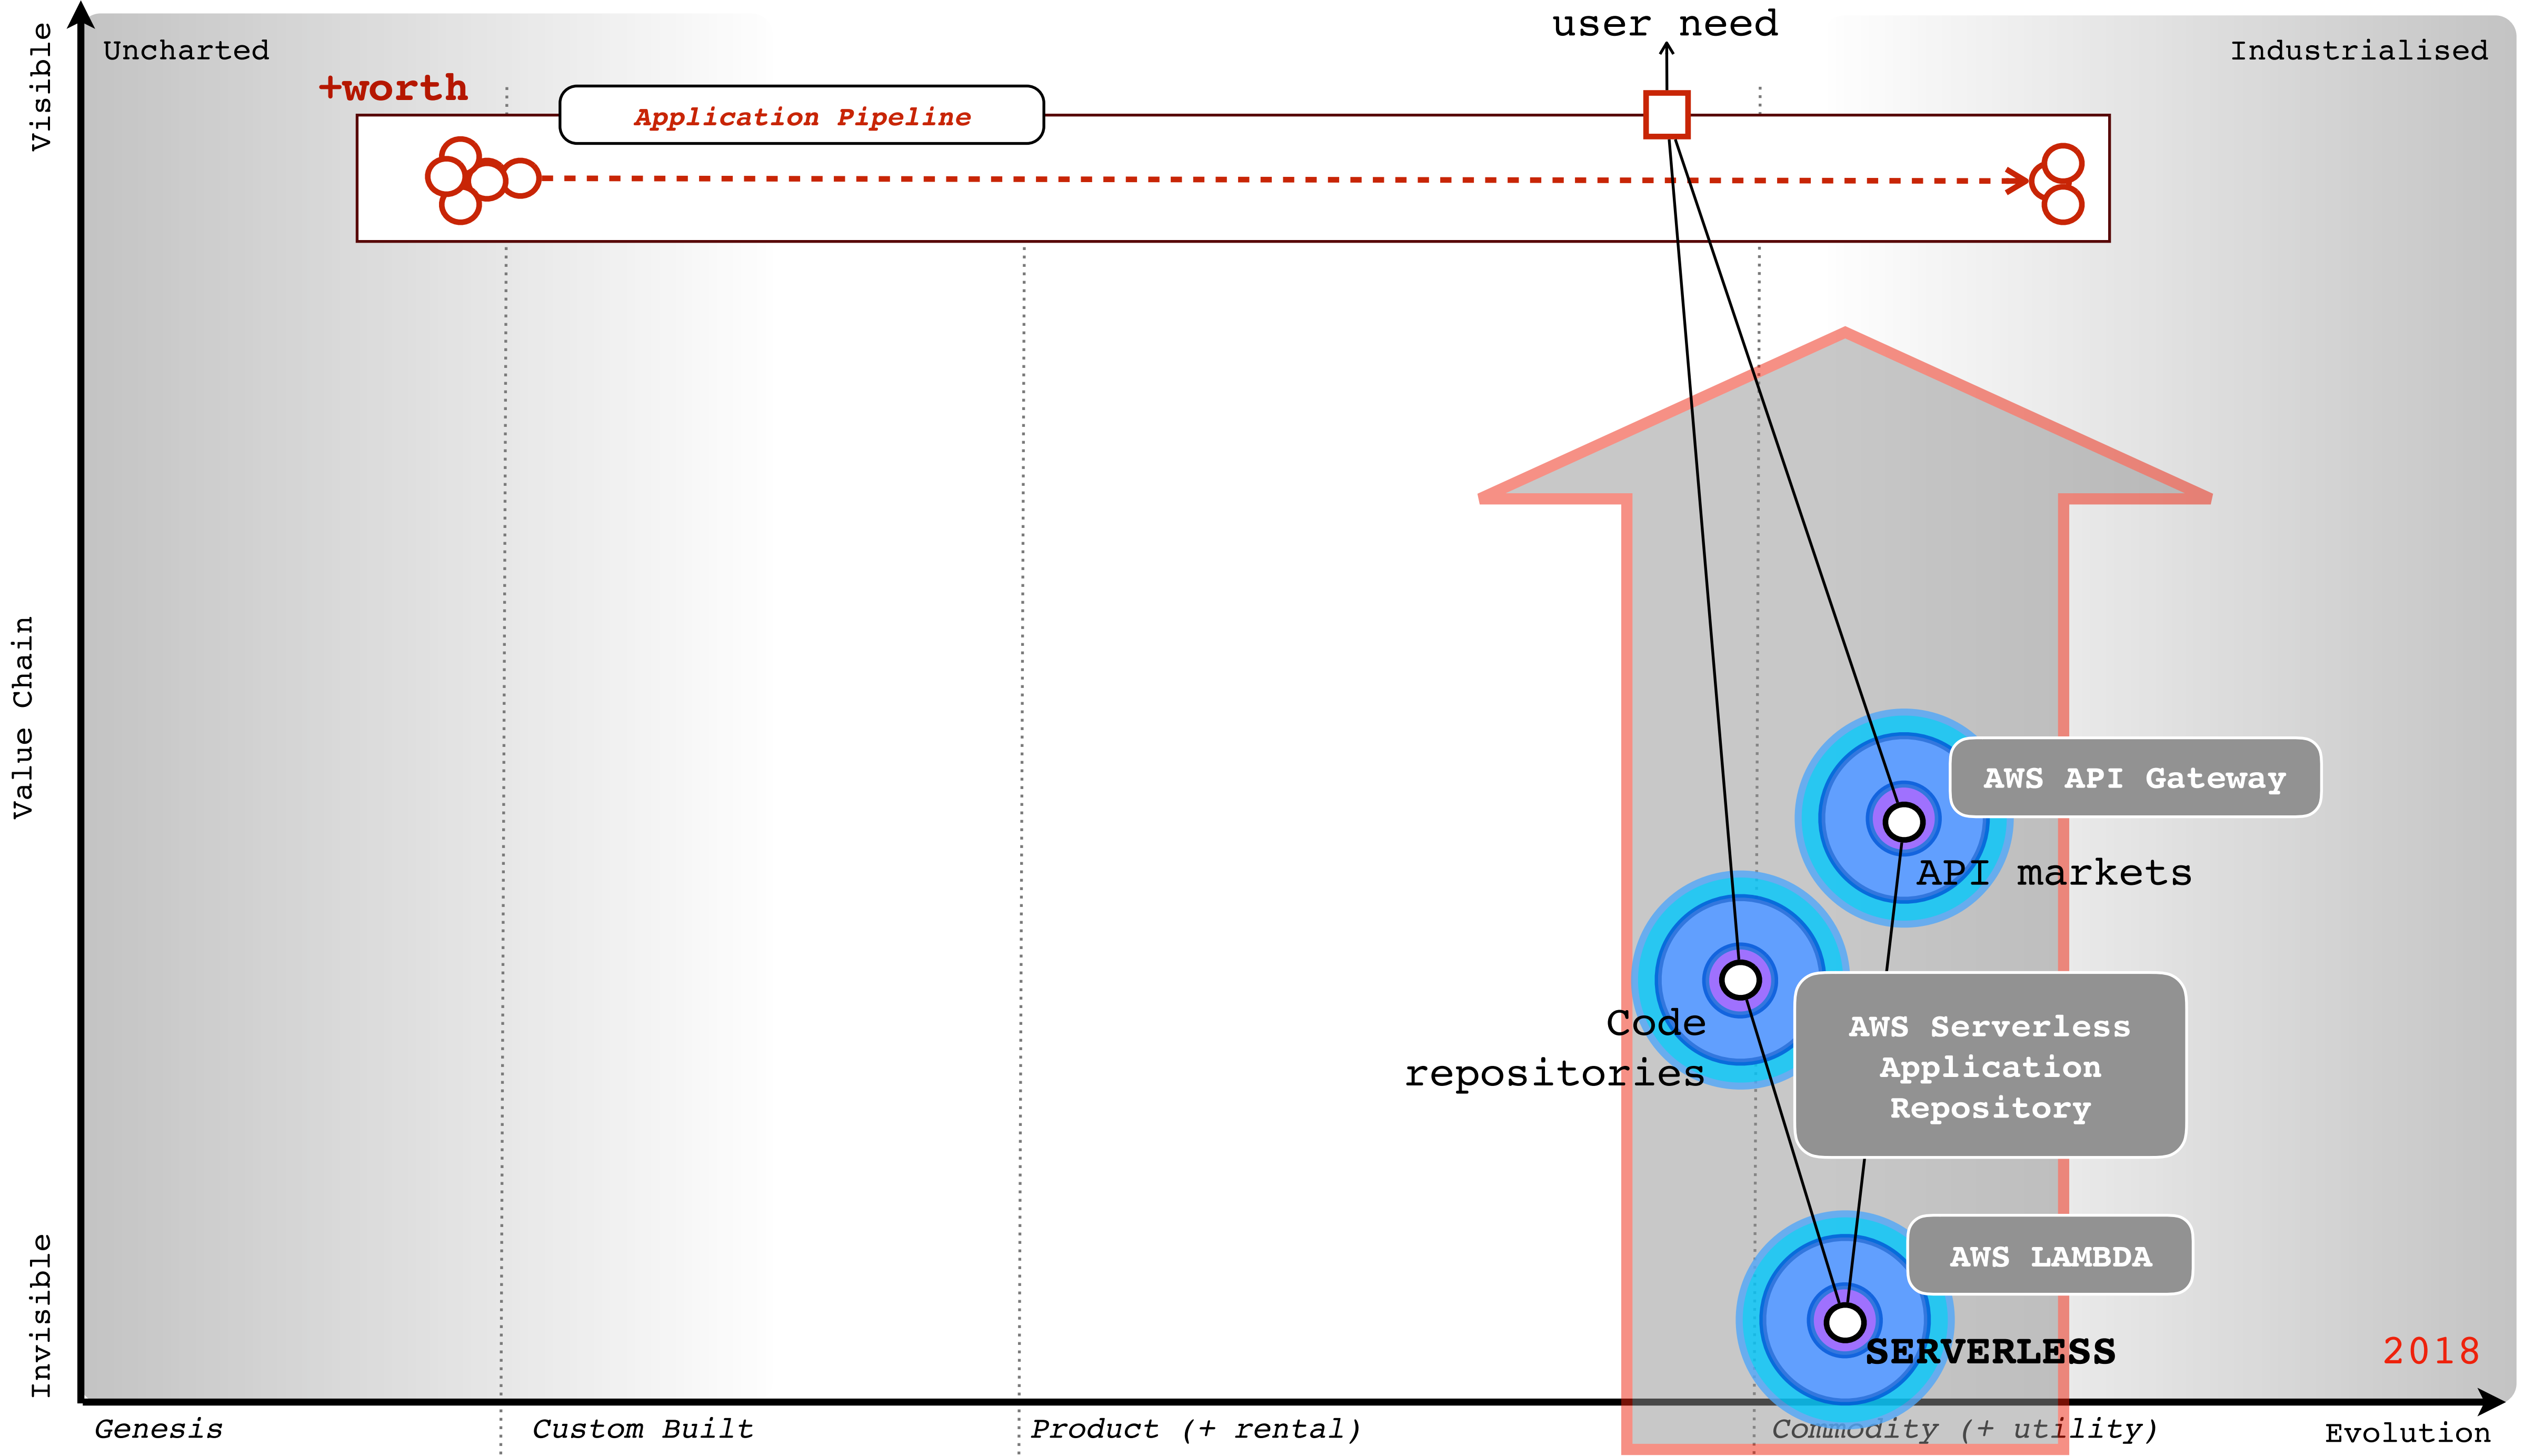 user need
Visible
Uncharted
Industrialised
+worth
Application Pipeline
Value Chain
AWS API Gateway
API markets
Code
repositories
AWS Serverless
Application
Repository
AWS LAMBDA
SERVERLESS
2018
Invisible
Genesis
Custom Built
Product (+ rental)
Commodity (+ utility)
Evolution